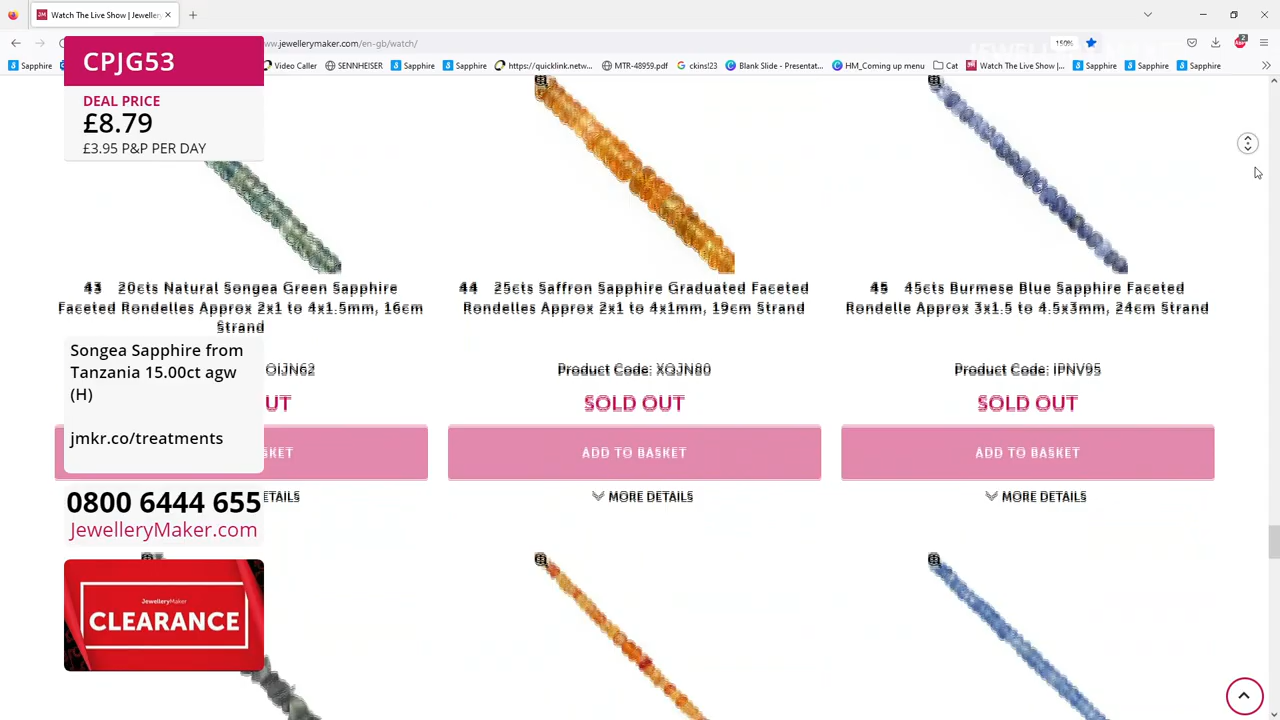 Watch The Live Show | Jewellery
ww.jewellerymaker.com/en-gb/watch/
150%
2
Sapphire
Video Caller
SENNHEISER
Sapphire
Sapphire
https://quicklink.netw...
MTR-48959.pdf
ckins!23
Blank Slide - Presentat...
HM_Coming up menu
Cat
Watch The Live Show |...
Sapphire
Sapphire
Sapphire
CPJG53
DEAL PRICE
£8.79
£3.95 P&P PER DAY
43 20cts Natural Songea Green Sapphire
Faceted Rondelles Approx 2x1 to 4x1.5mm, 16cm
Strand
44 25cts Saffron Sapphire Graduated Faceted
Rondelles Approx 2x1 to 4x1mm, 19cm Strand
45 45cts Burmese Blue Sapphire Faceted
Rondelle Approx 3x1.5 to 4.5x3mm, 24cm Strand
Songea Sapphire from
Tanzania 15.00ct agw
(H)
jmkr.co/treatments
OIJN62
Product Code: XQJN80
Product Code: IPNV95
UT
SOLD OUT
SOLD OUT
SKET
ADD TO BASKET
ADD TO BASKET
ETAILS
MORE DETAILS
MORE DETAILS
0800 6444 655
JewelleryMaker.com
JewelleryMaker
CLEARANCE